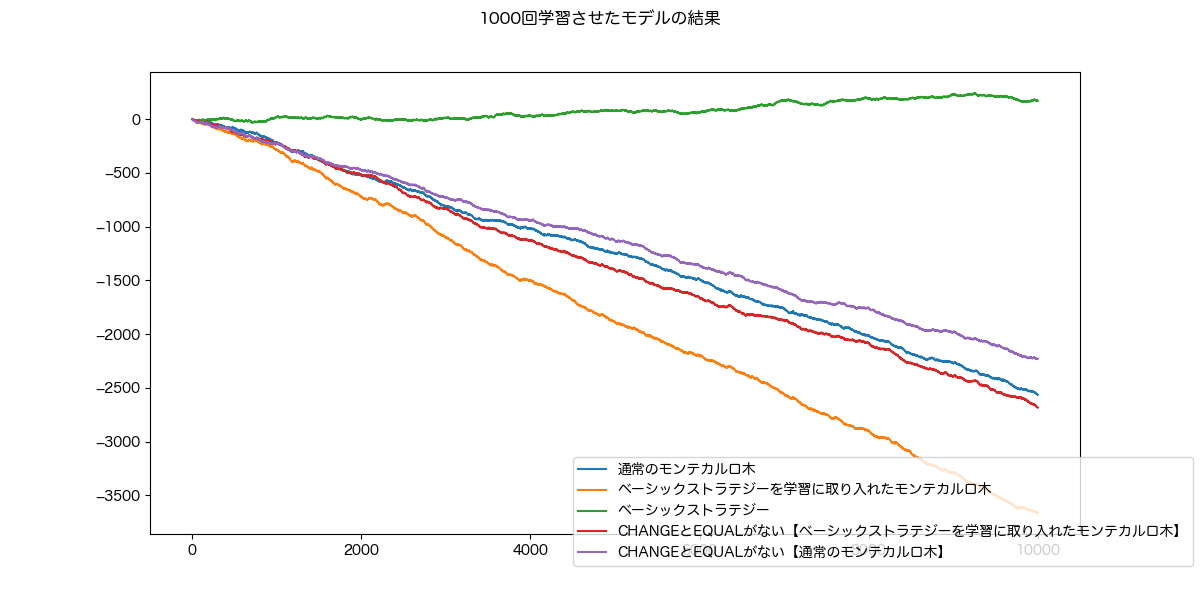 1000回学習させたモデルの結果
0
−500
−1000
−1500
−2000
−2500
−3000
−3500
0
2000
4000
6000
8000
10000
通常のモンテカルロ木
ベーシックストラテジーを学習に取り入れたモンテカルロ木
ベーシックストラテジー
CHANGEとEQUALがない【ベーシックストラテジーを学習に取り入れたモンテカルロ木】
CHANGEとEQUALがない【通常のモンテカルロ木】